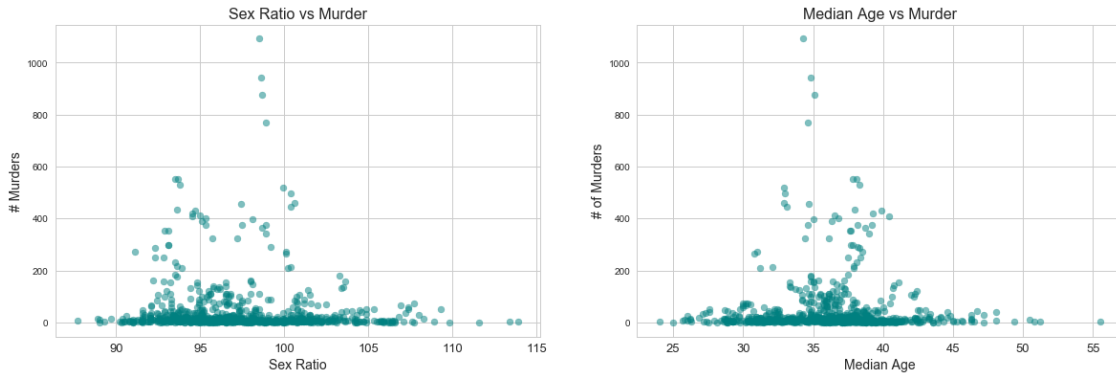 Sex Ratio vs Murder
# Murders
1000
800
600
400
200
0
90 95 100 105 110 115
Sex Ratio
Median Age vs Murder
# of Murders
1000
800
600
400
200
0
25 30 35 40 45 50 55
Median Age